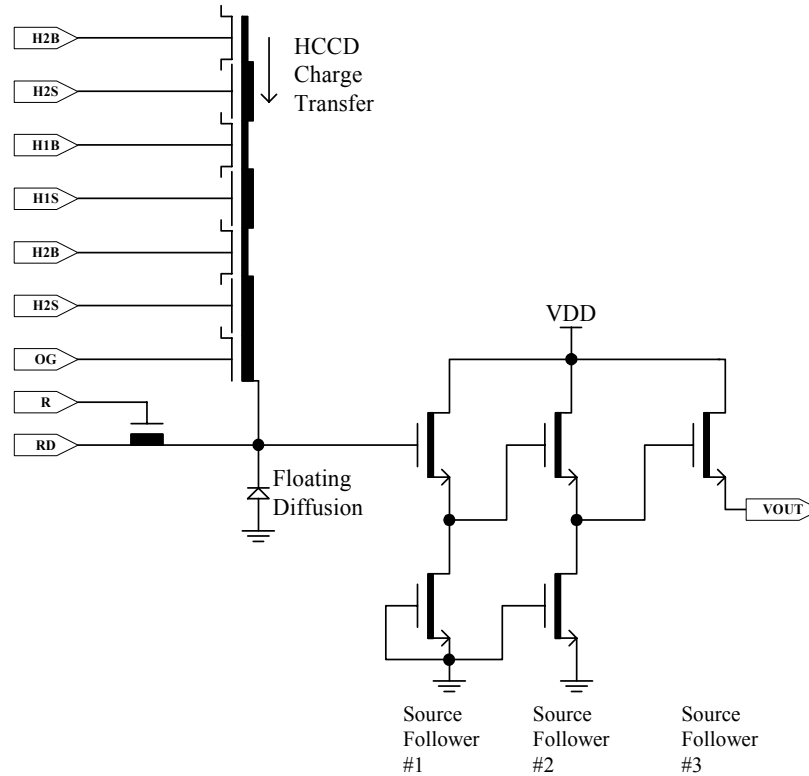 H2B
HCCD
Charge
Transfer
H2S
H1B
H1S
H2B
H2S
VDD
OG
R
RD
Floating
Diffusion
VOUT
Source
Follower
#1
Source
Follower
#2
Source
Follower
#3